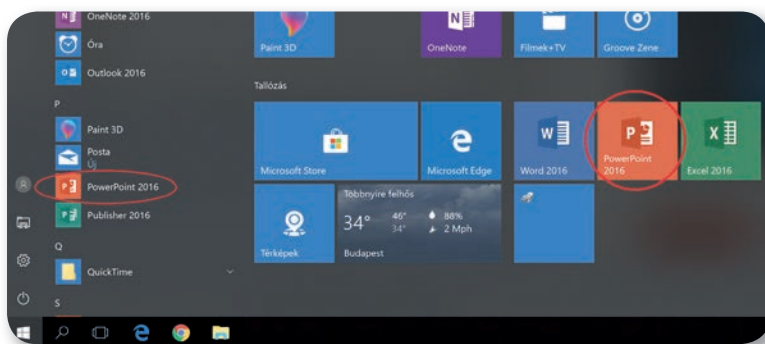 OneNote 2016
Óra
Outlook 2016
P
Paint 3D
Posta
Új
PowerPoint 2016
Publisher 2016
Q
QuickTime
S
Paint 3D
OneNote
Filmek+TV
Groove Zene
Tallózás
Microsoft Store
Microsoft Edge
Word 2016
PowerPoint
2016
Excel 2016
Térképek
Többnyire felhős
34° 46° 88%
34° 2 Mph
Budapest